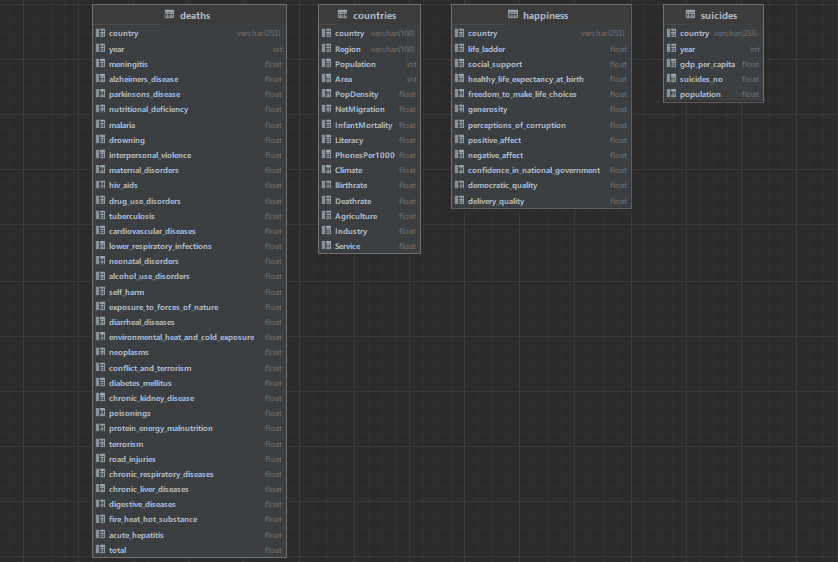 deaths
country varchar(255)
year int
meningitis float
alzheimers_disease float
parkinsons_disease float
nutritional_deficiency float
malaria float
drowning float
interpersonal_violence float
maternal_disorders float
hiv_aids float
drug_use_disorders float
tuberculosis float
cardiovascular_diseases float
lower_respiratory_infections float
neonatal_disorders float
alcohol_use_disorders float
self_harm float
exposure_to_forces_of_nature float
diarrheal_diseases float
environmental_heat_and_cold_exposure float
neoplasms float
conflict_and_terrorism float
diabetes_mellitus float
chronic_kidney_disease float
poisonings float
protein_energy_malnutrition float
terrorism float
road_injuries float
chronic_respiratory_diseases float
chronic_liver_diseases float
digestive_diseases float
fire_heat_hot_substance float
acute_hepatitis float
total float
countries
country varchar(100)
Region varchar(100)
Population int
Area int
PopDensity float
NetMigration float
InfantMortality float
Literacy float
PhonesPer1000 float
Climate float
Birthrate float
Deathrate float
Agriculture float
Industry float
Service float
happiness
country varchar(255)
life_ladder float
social_support float
healthy_life_expectancy_at_birth float
freedom_to_make_life_choices float
generosity float
perceptions_of_corruption float
positive_affect float
negative_affect float
confidence_in_national_government float
democratic_quality float
delivery_quality float
suicides
country varchar(255)
year int
gdp_per_capita float
suicides_no float
population float